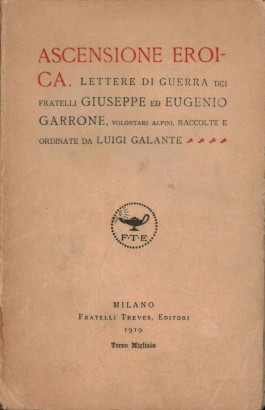 ASCENSIONE EROI-
CA. LETTERE DI GUERRA DEI
FRATELLI GIUSEPPE ED EUGENIO
GARRONE, VOLONTARI ALPINI, RACCOLTE E
ORDINATE DA LUIGI GALANTE
F·T·E
MILANO
FRATELLI TREVES, EDITORI
1919
Terzo Migliaio